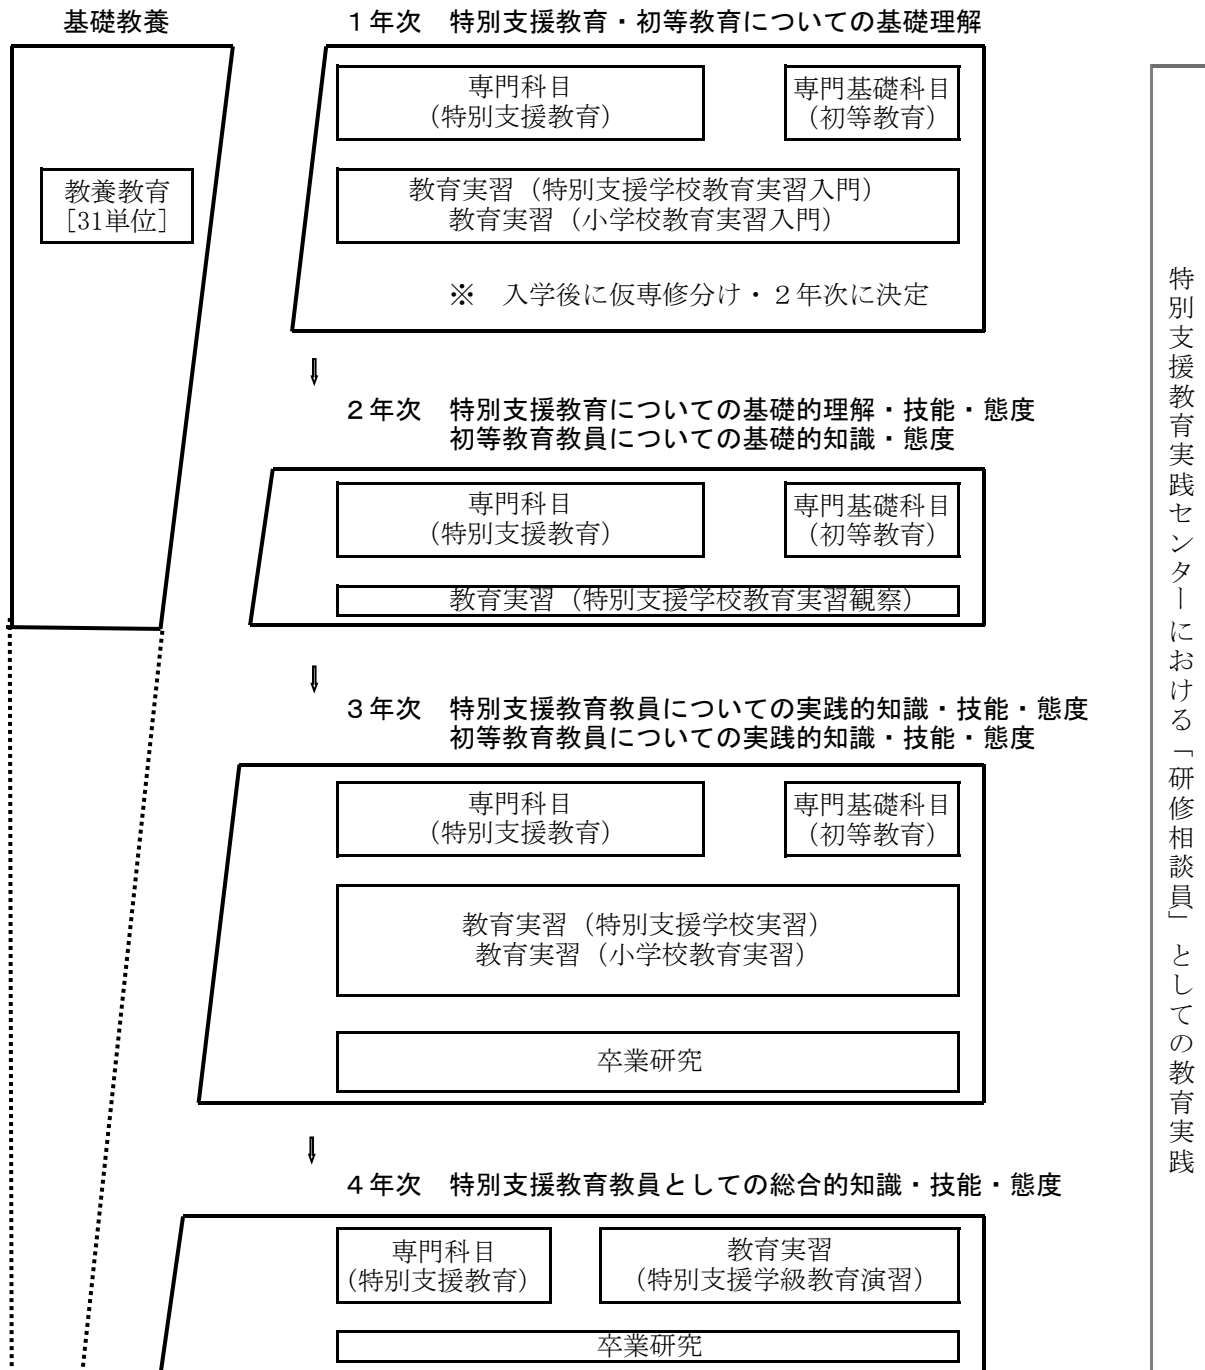 基礎教養
教養教育
[31単位]
1年次　特別支援教育・初等教育についての基礎理解
専門科目
(特別支援教育)
専門基礎科目
(初等教育)
教育実習（特別支援学校教育実習入門）
教育実習（小学校教育実習入門）
※　入学後に仮専修分け・２年次に決定
⇓
２年次　特別支援教育についての基礎的理解・技能・態度
初等教育教員についての基礎的知識・態度
専門科目
(特別支援教育)
専門基礎科目
(初等教育)
教育実習（特別支援学校教育実習観察）
⇓
３年次　特別支援教育教員についての実践的知識・技能・態度
初等教育教員についての実践的知識・技能・態度
専門科目
(特別支援教育)
専門基礎科目
(初等教育)
教育実習（特別支援学校実習）
教育実習（小学校教育実習）
卒業研究
⇓
４年次　特別支援教育教員としての総合的知識・技能・態度
専門科目
(特別支援教育)
教育実習
(特別支援学級教育演習)
卒業研究
特別支援教育実践センターにおける「研修相談員」としての教育実践